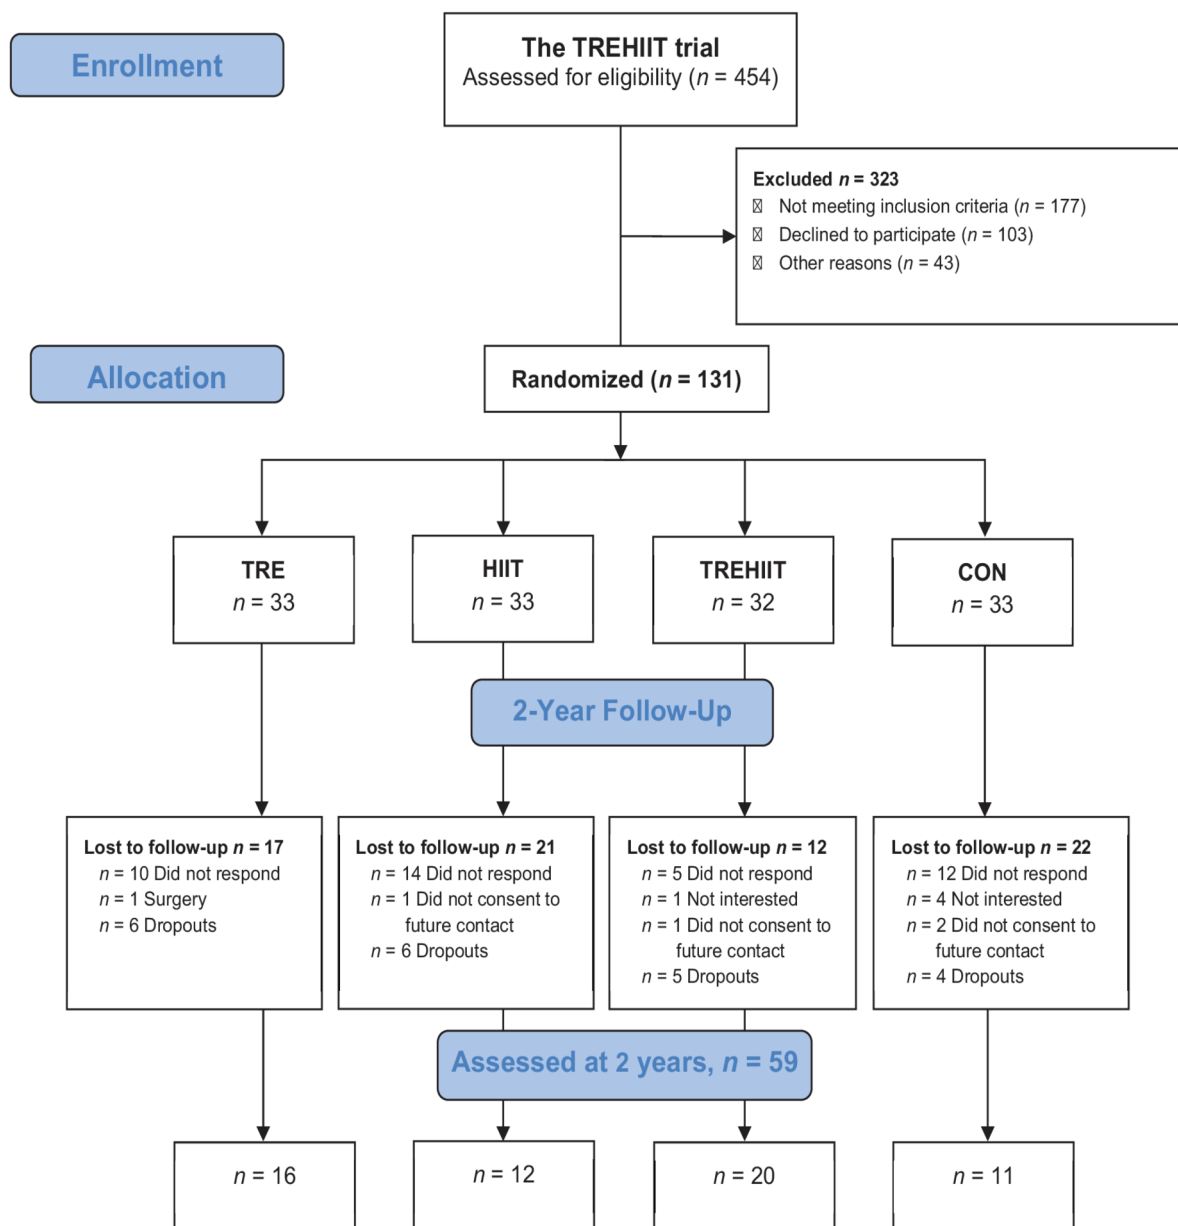 Enrollment
The TREHIIT trial
Assessed for eligibility (n = 454)
Excluded n = 323
Not meeting inclusion criteria (n = 177)
Declined to participate (n = 103)
Other reasons (n = 43)
Allocation
Randomized (n = 131)
TRE
n = 33
HIIT
n = 33
TREHIIT
n = 32
CON
n = 33
2-Year Follow-Up
Lost to follow-up n = 17
n = 10 Did not respond
n = 1 Surgery
n = 6 Dropouts
Lost to follow-up n = 21
n = 14 Did not respond
n = 1 Did not consent to
future contact
n = 6 Dropouts
Lost to follow-up n = 12
n = 5 Did not respond
n = 1 Not interested
n = 1 Did not consent to
future contact
n = 5 Dropouts
Lost to follow-up n = 22
n = 12 Did not respond
n = 4 Not interested
n = 2 Did not consent to
future contact
n = 4 Dropouts
Assessed at 2 years, n = 59
n = 16
n = 12
n = 20
n = 11